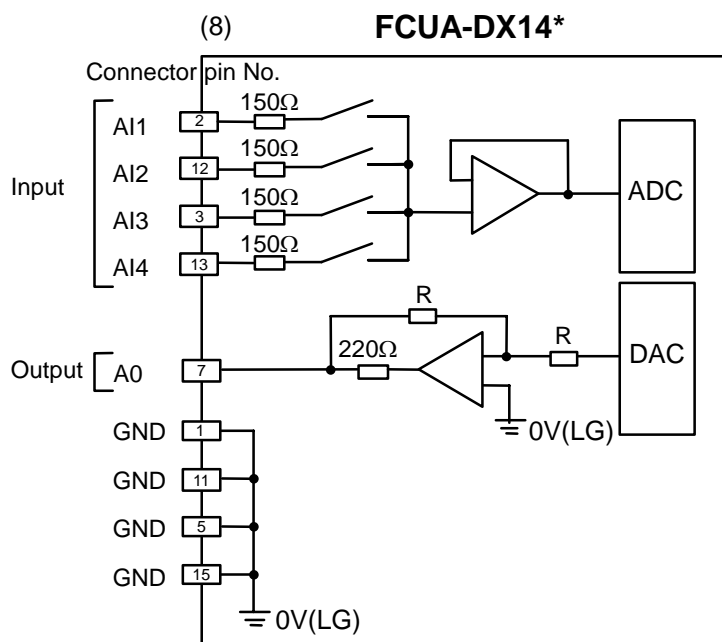 (8)
FCUA-DX14*
Connector pin No.
Input
AI1
2
150Ω
AI2
12
150Ω
AI3
3
150Ω
AI4
13
150Ω
ADC
Output
A0
7
220Ω
R
R
DAC
0V(LG)
GND
1
GND
11
GND
5
GND
15
0V(LG)